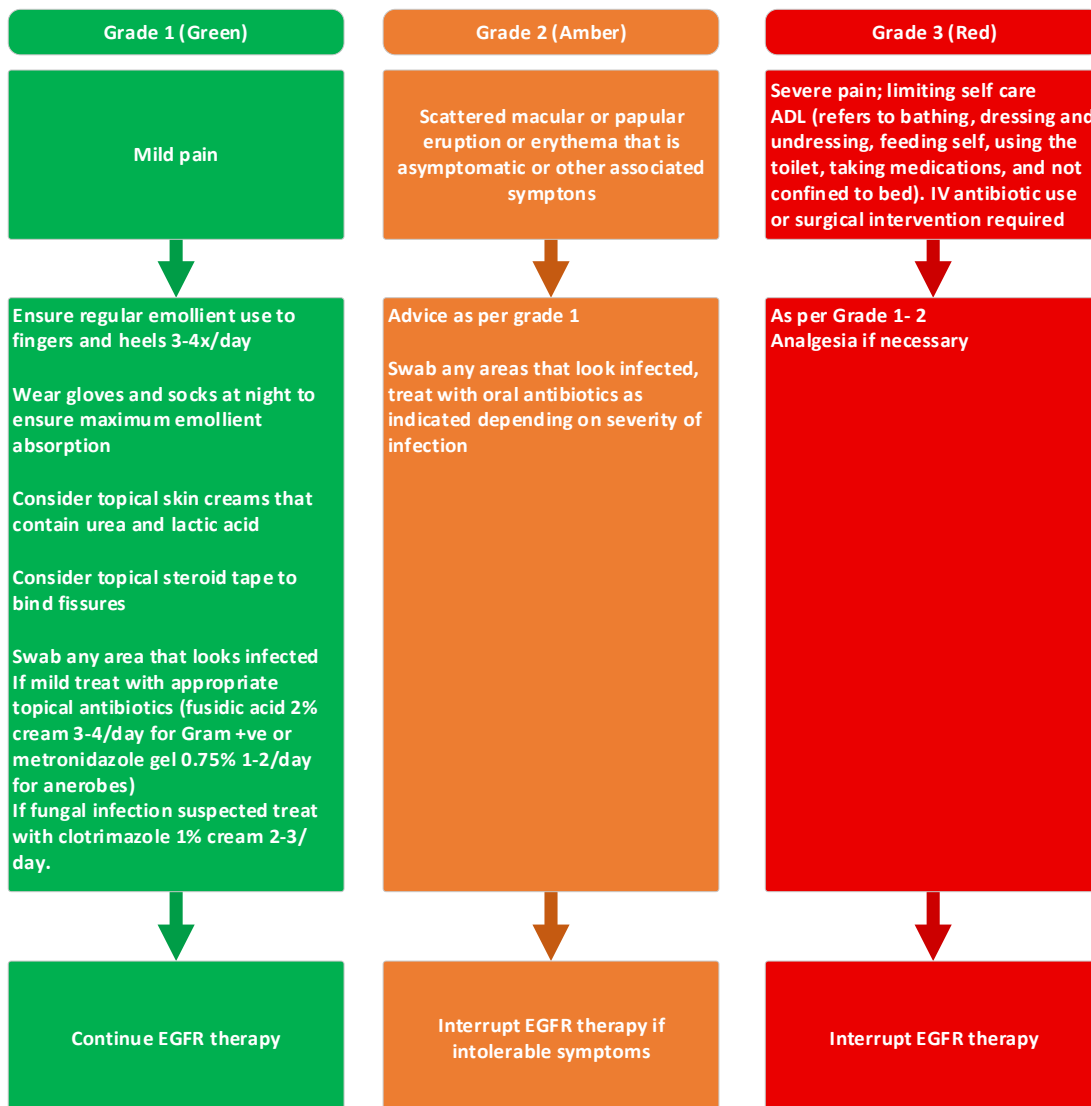 Grade 1 (Green)
Grade 2 (Amber)
Grade 3 (Red)
Mild pain
Scattered macular or papular
eruption or erythema that is
asymptomatic or other associated
symptons
Severe pain; limiting self care
ADL (refers to bathing, dressing and
undressing, feeding self, using the
toilet, taking medications, and not
confined to bed). IV antibiotic use
or surgical intervention required
Ensure regular emollient use to
fingers and heels 3-4x/day
Wear gloves and socks at night to
ensure maximum emollient
absorption
Consider topical skin creams that
contain urea and lactic acid
Consider topical steroid tape to
bind fissures
Swab any area that looks infected
If mild treat with appropriate
topical antibiotics (fusidic acid 2%
cream 3-4/day for Gram +ve or
metronidazole gel 0.75% 1-2/day
for anerobes)
If fungal infection suspected treat
with clotrimazole 1% cream 2-3/
day.
Advice as per grade 1
Swab any areas that look infected,
treat with oral antibiotics as
indicated depending on severity of
infection
As per Grade 1- 2
Analgesia if necessary
Continue EGFR therapy
Interrupt EGFR therapy if
intolerable symptoms
Interrupt EGFR therapy